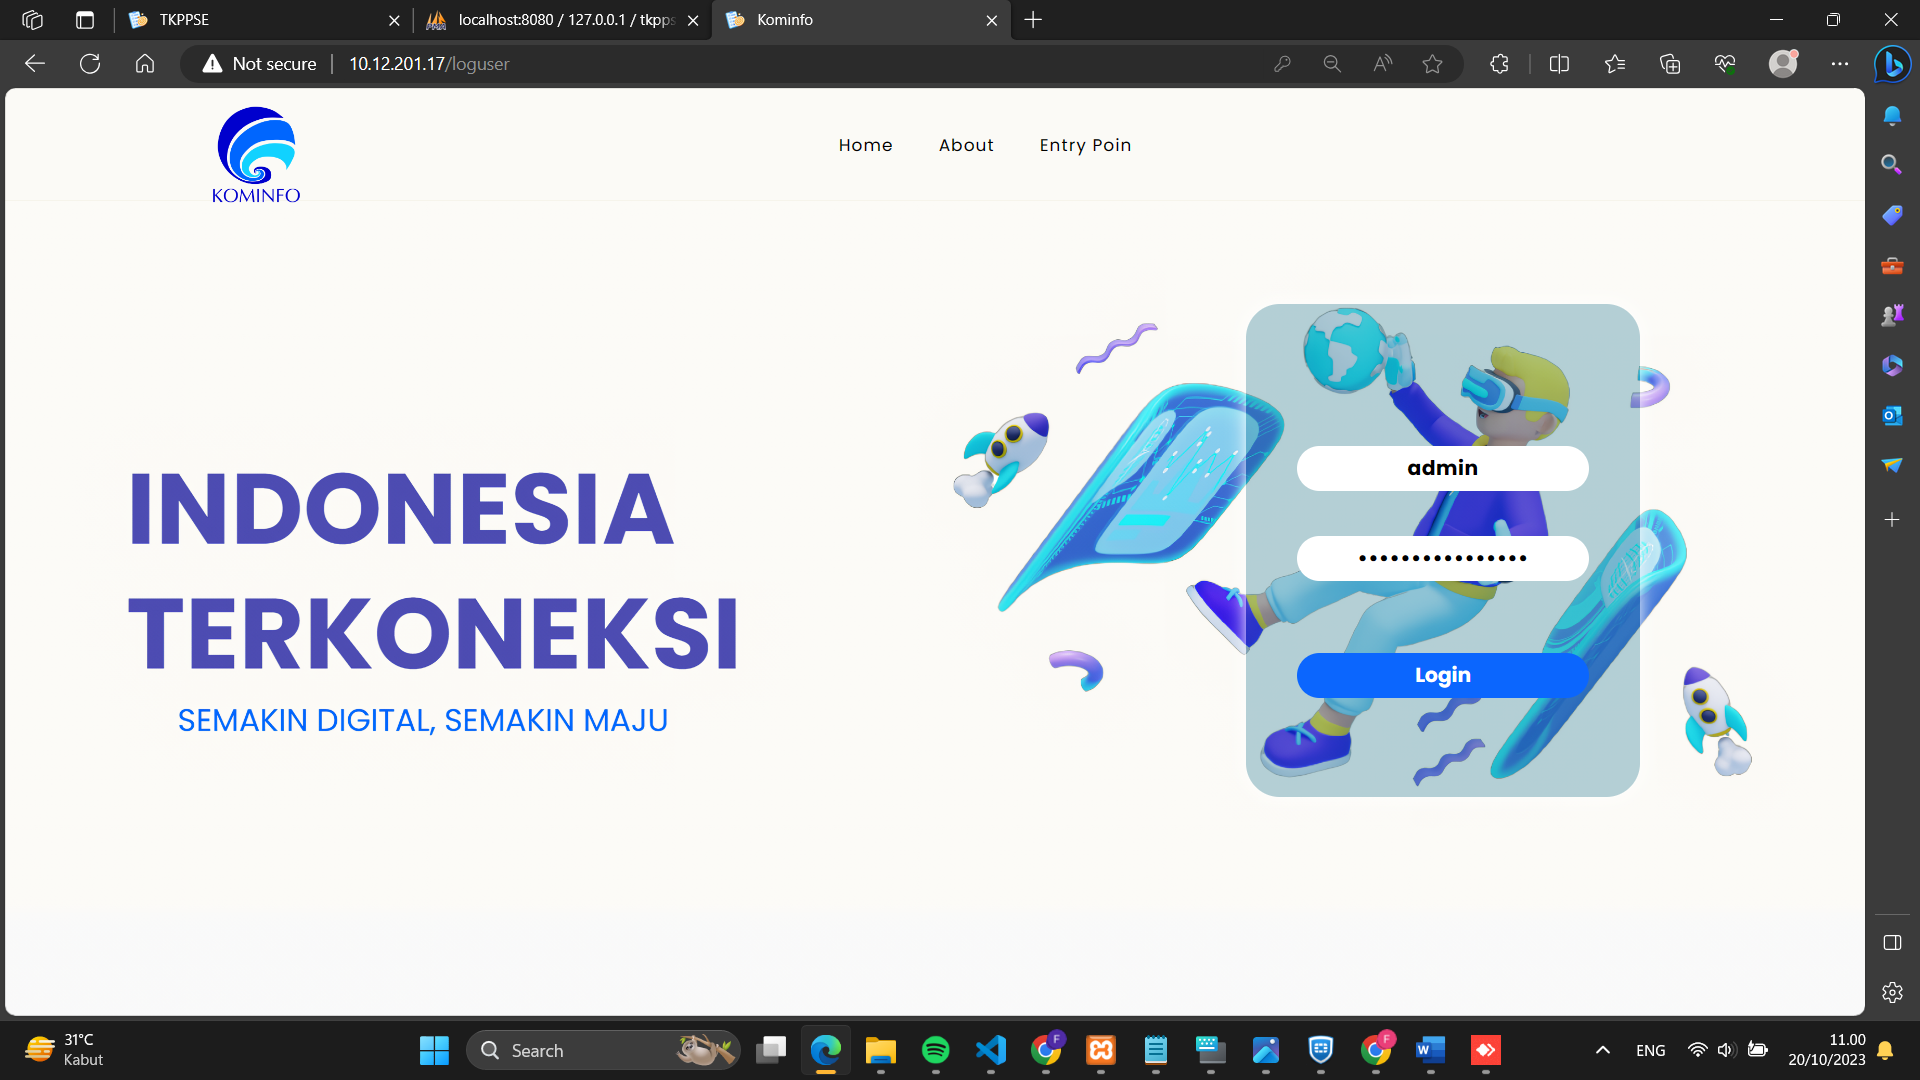 TKPPSE
localhost:8080 / 127.0.0.1 / tkpps
Kominfo
Not secure
10.12.201.17/loguser
KOMINFO
Home
About
Entry Poin
INDONESIA
TERKONEKSI
SEMAKIN DIGITAL, SEMAKIN MAJU
admin
Login
31°C
Kabut
Search
ENG
11.00
20/10/2023